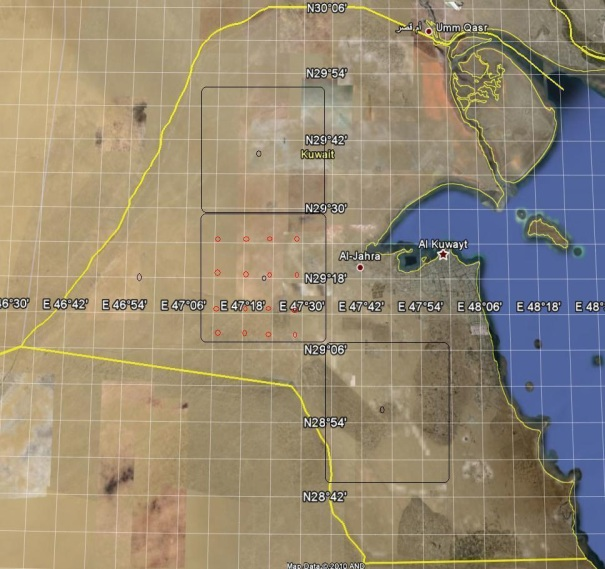 N30°06'
أم قصر Umm Qasr
N29°54'
N29°42'
Kuwait
N29°30'
Al-Jahra
Al Kuwayt
N29°18'
46°30' E 46°42' E 46°54' E 47°06' E 47°18' E 47°30' E 47°42' E 47°54' E 48°06' E 48°18' E 48°
N29°06'
N28°54'
N28°42'
Map Data © 2010 AND